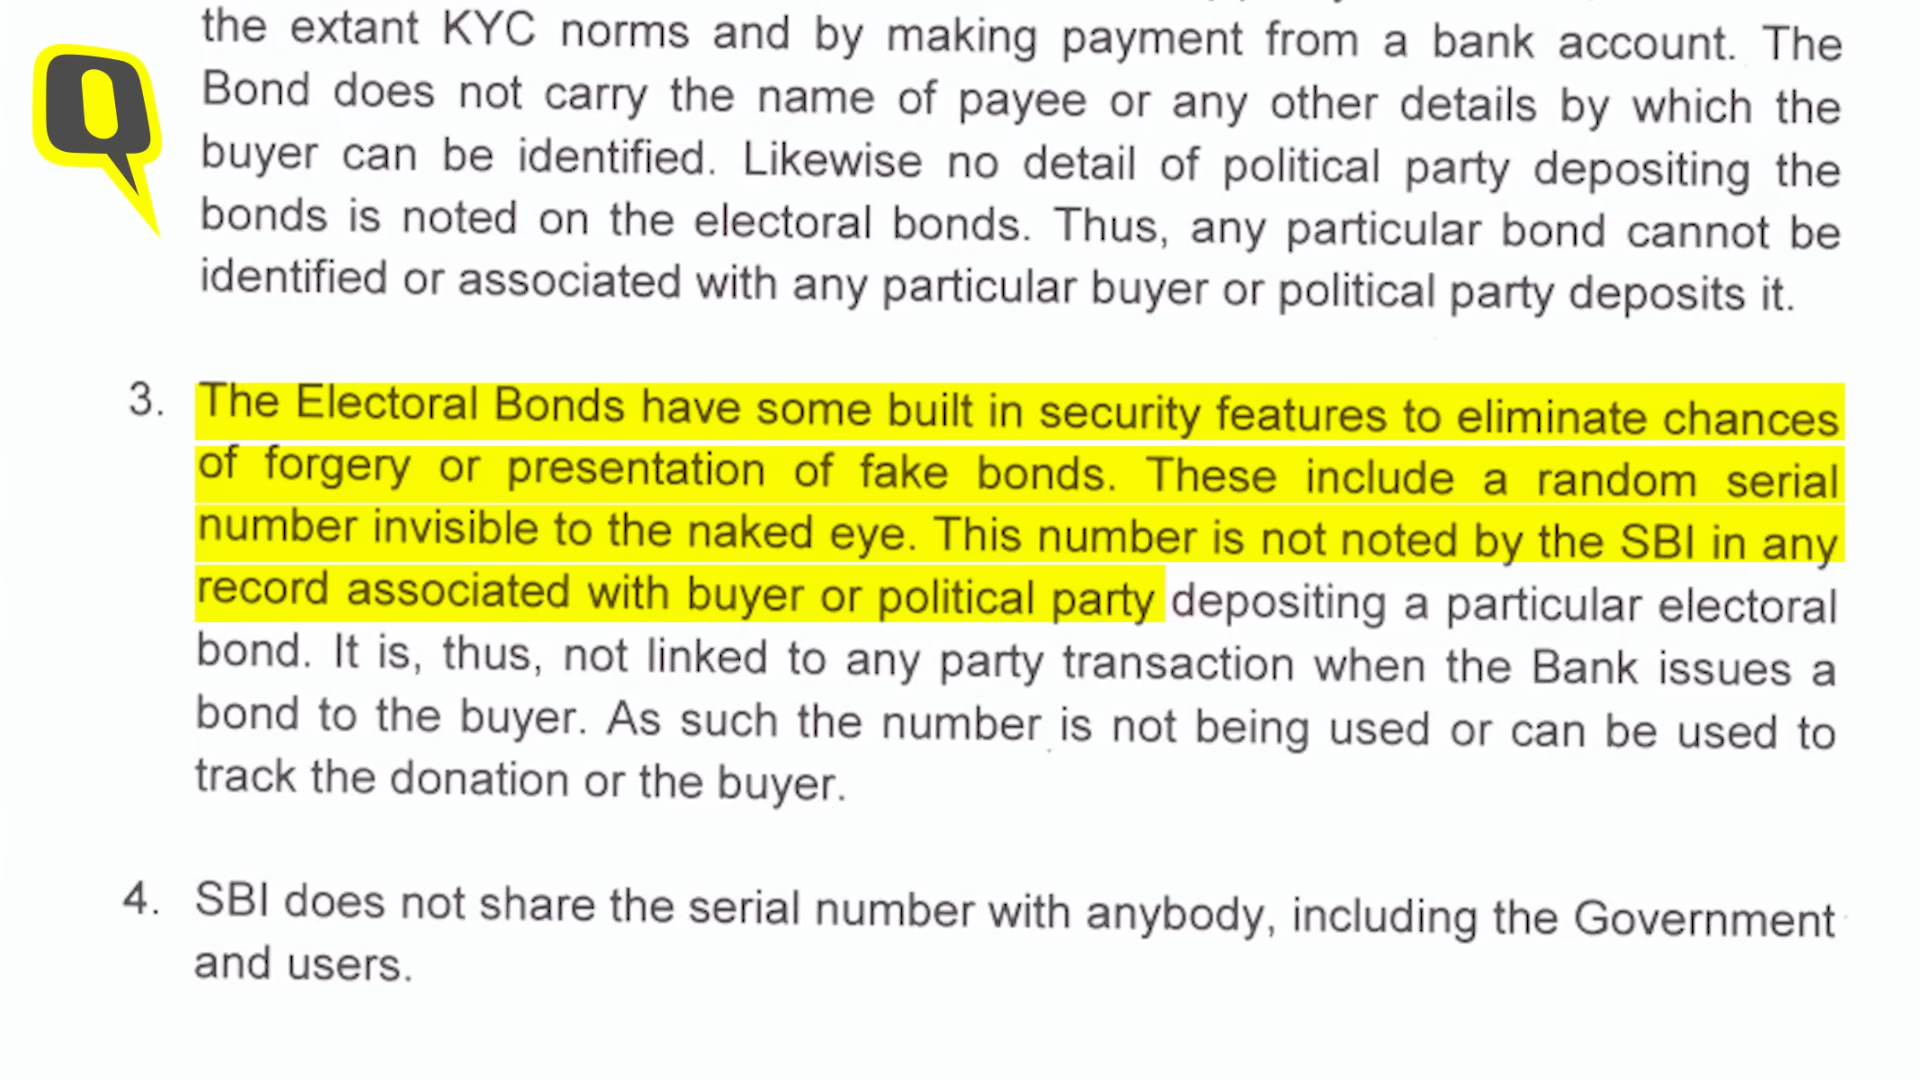 the extant KYC norms and by making payment from a bank account. The
Bond does not carry the name of payee or any other details by which the
buyer can be identified. Likewise no detail of political party depositing the
bonds is noted on the electoral bonds. Thus, any particular bond cannot be
identified or associated with any particular buyer or political party deposits it.
3. The Electoral Bonds have some built in security features to eliminate chances
of forgery or presentation of fake bonds. These include a random serial
number invisible to the naked eye. This number is not noted by the SBI in any
record associated with buyer or political party depositing a particular electoral
bond. It is, thus, not linked to any party transaction when the Bank issues a
bond to the buyer. As such the number is not being used or can be used to
track the donation or the buyer.
4. SBI does not share the serial number with anybody, including the Government
and users.